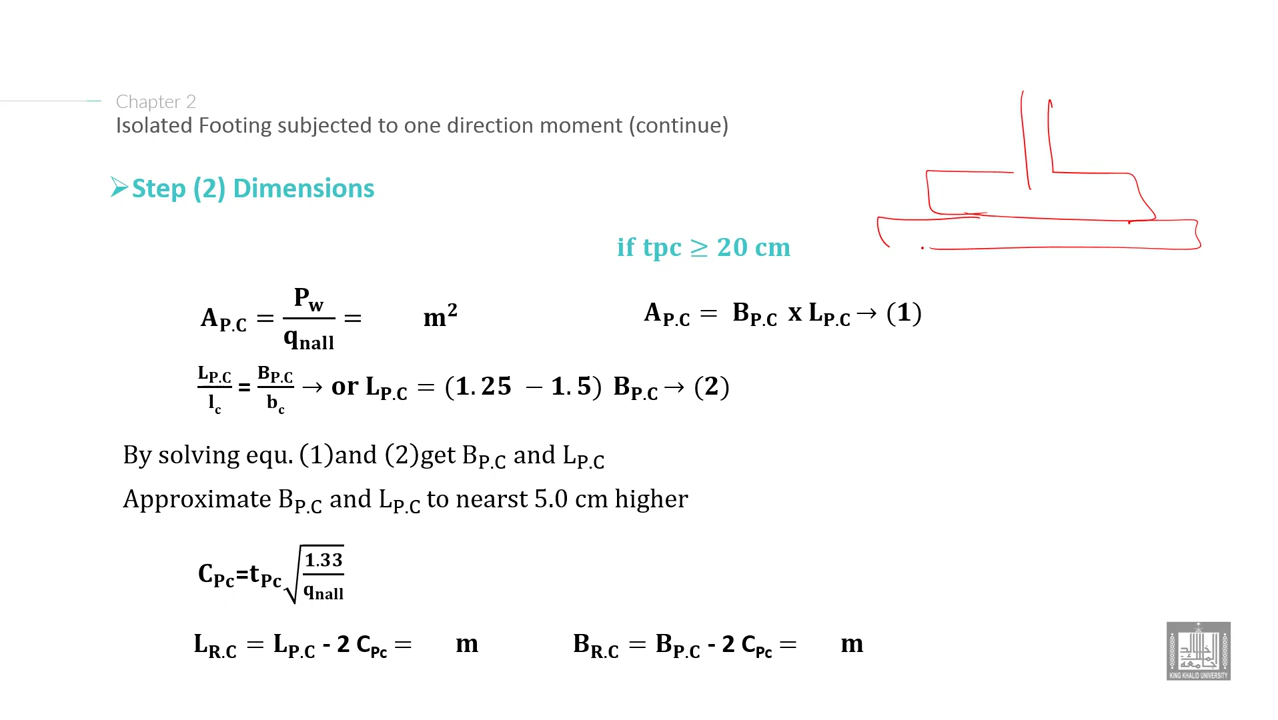 Chapter 2
Isolated Footing subjected to one direction moment (continue)
➢Step (2) Dimensions
if tpc ≥ 20 cm
A_P.C = P_w / q_nall = m² A_P.C = B_P.C x L_P.C → (1)
L_P.C / l_c = B_P.C / b_c → or L_P.C = (1.25 − 1.5) B_P.C → (2)
By solving equ. (1)and (2)get B_P.C and L_P.C
Approximate B_P.C and L_P.C to nearst 5.0 cm higher
C_Pc=t_Pc√(1.33 / q_nall)
L_R.C = L_P.C - 2 C_Pc = m B_R.C = B_P.C - 2 C_Pc = m
KING KHALID UNIVERSITY